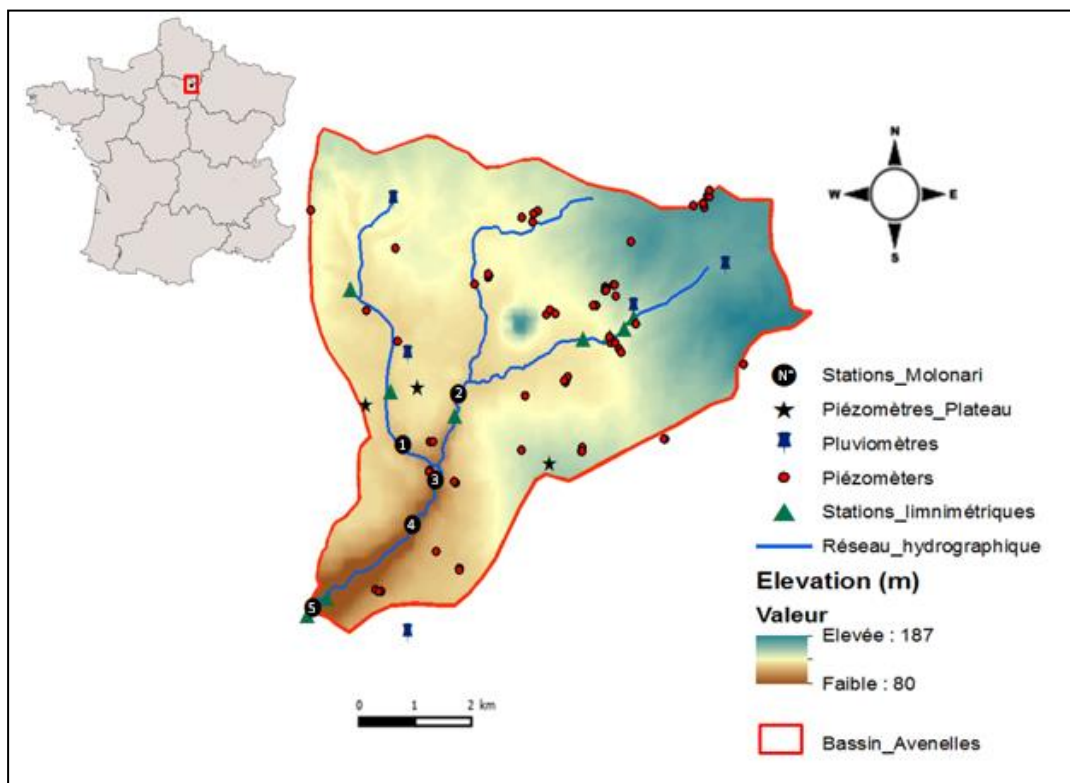 N
W
E
S
1
2
3
4
5
N°
Stations_Molonari
Piézomètres_Plateau
Pluviomètres
Piézomèters
Stations_limnimétriques
Réseau_hydrographique
Elevation (m)
Valeur
Elevée : 187
Faible : 80
Bassin_Avenelles
0 1 2 km